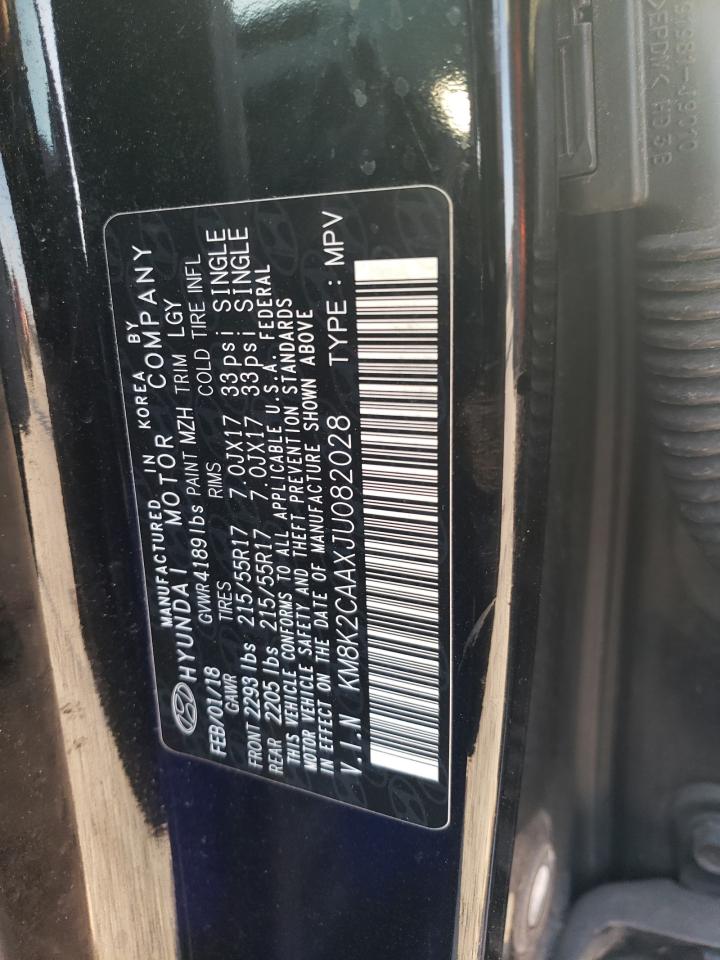 MANUFACTURED IN KOREA BY
HYUNDAI MOTOR COMPANY
FEB/01/18 GVWR 4189 lbs PAINT MZH TRIM LGY
GAWR TIRES RIMS COLD TIRE INFL
FRONT 2293 lbs 215/55R17 7.0JX17 33psi SINGLE
REAR 2205 lbs 215/55R17 7.0JX17 33psi SINGLE
THIS VEHICLE CONFORMS TO ALL APPLICABLE U.S.A. FEDERAL
MOTOR VEHICLE SAFETY AND THEFT PREVENTION STANDARDS
IN EFFECT ON THE DATE OF MANUFACTURE SHOWN ABOVE
V.I.N KM8K2CAAXJU082028 TYPE : MPV
91981-J9010
>EPDM<